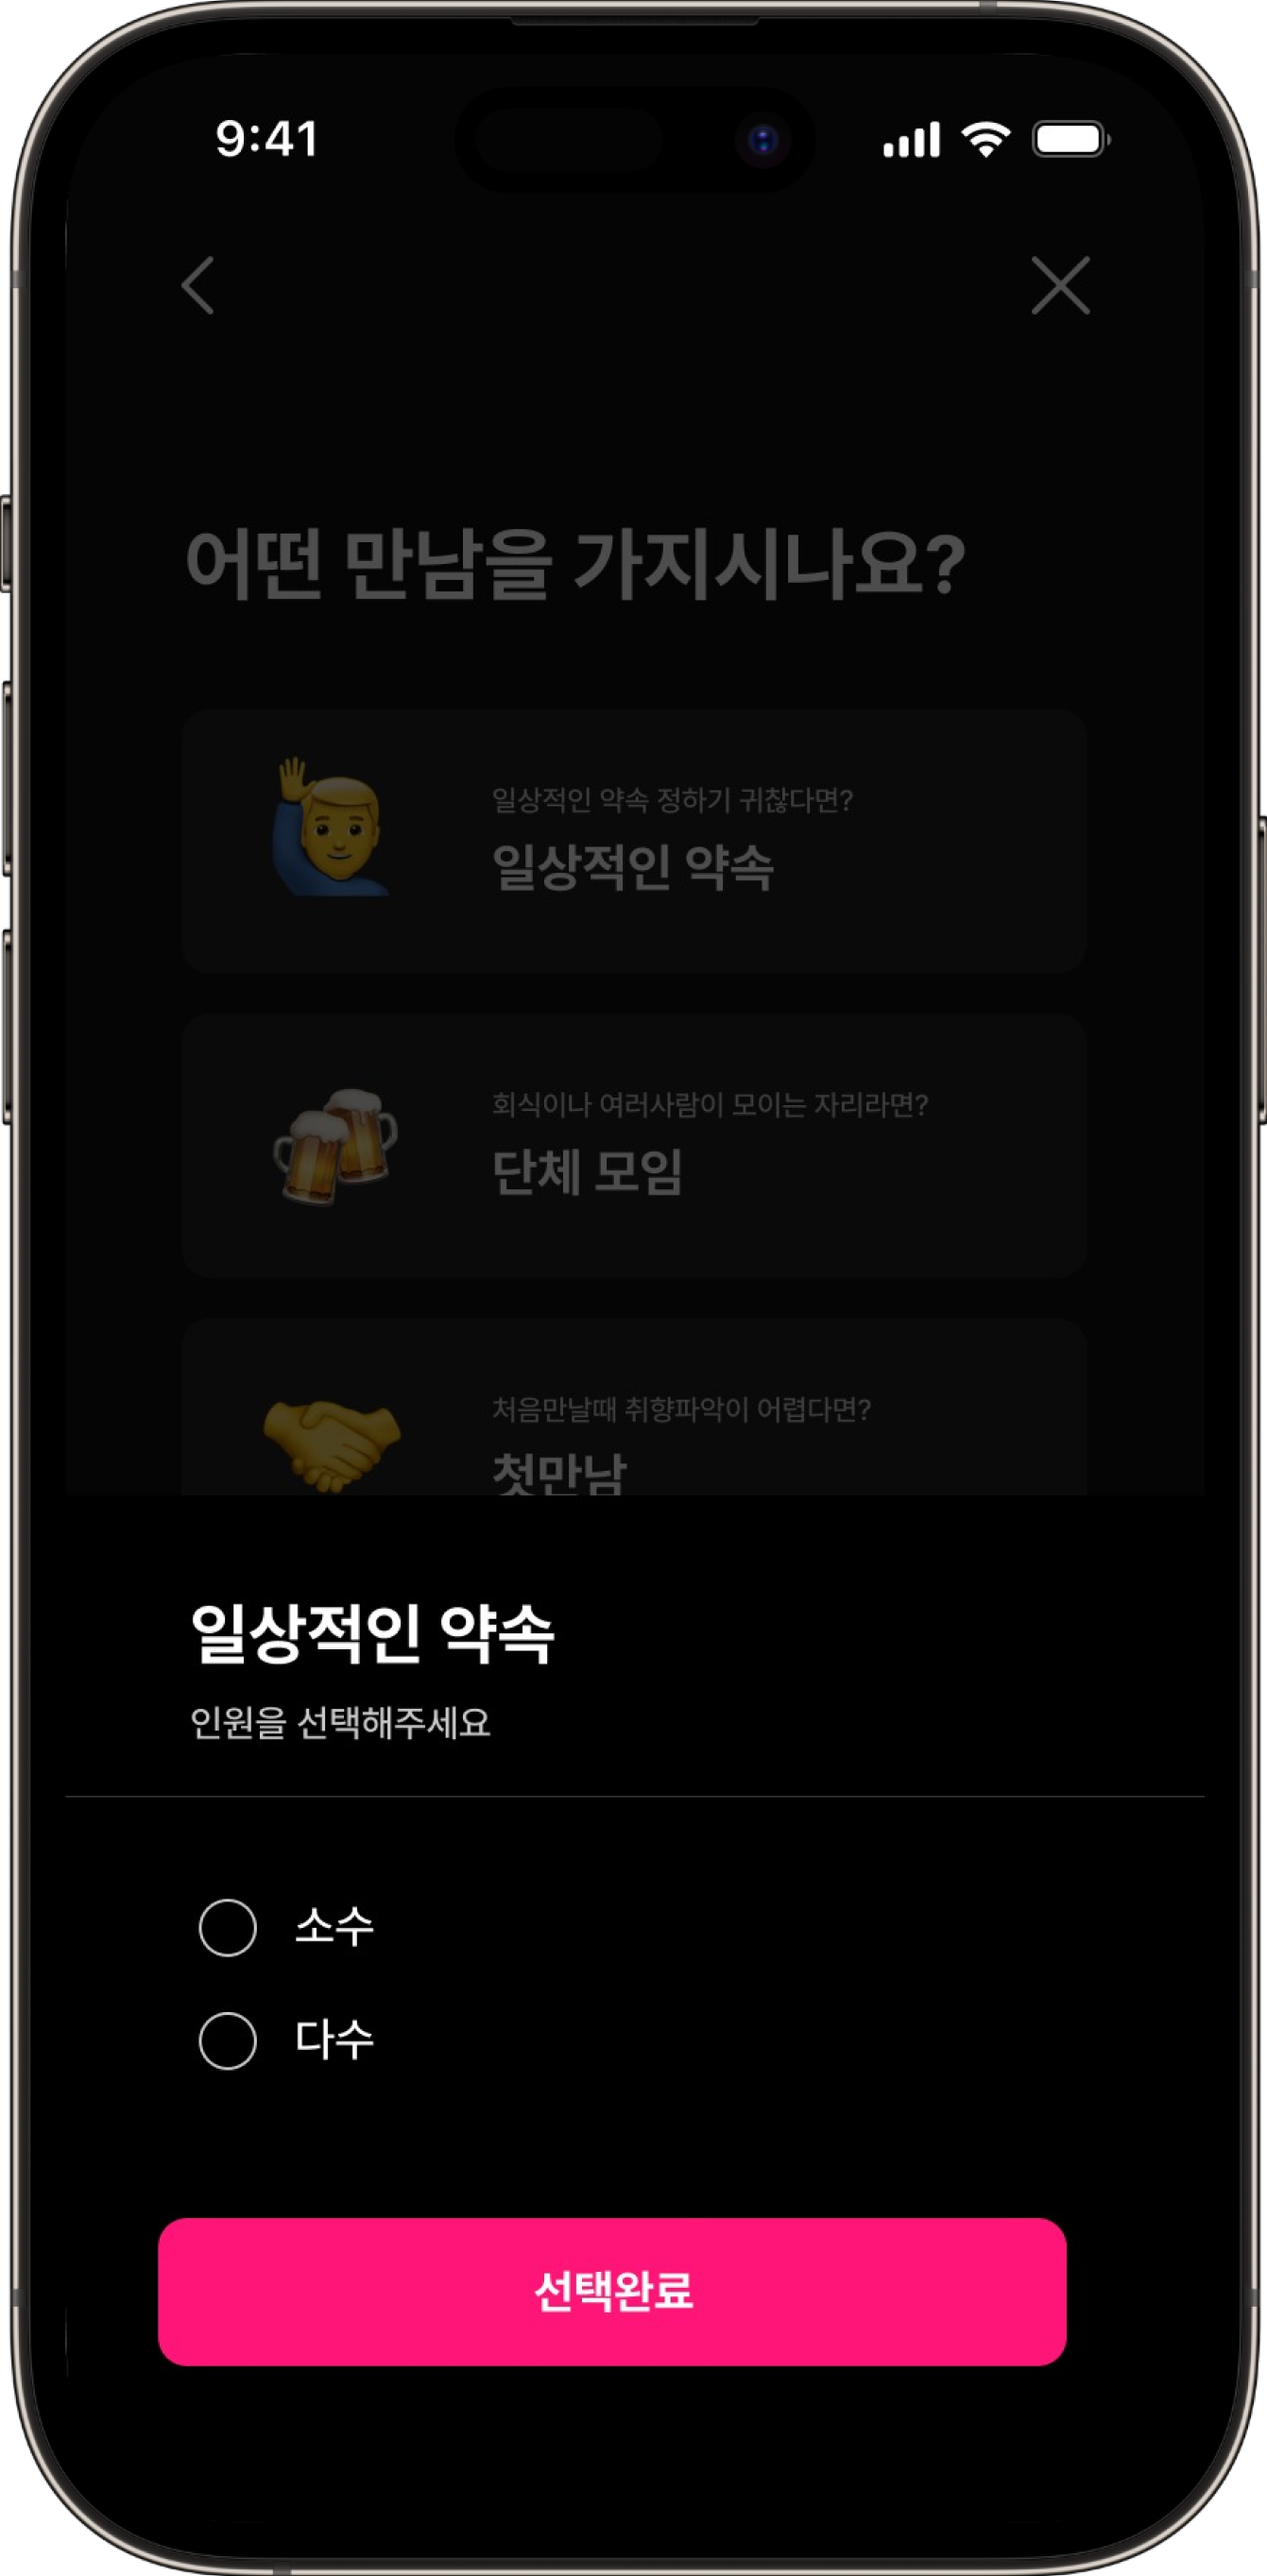 9:41
어떤 만남을 가지시나요?
일상적인 약속 정하기 귀찮다면?
일상적인 약속
회식이나 여러사람이 모이는 자리라면?
단체 모임
처음만날때 취향파악이 어렵다면?
첫만남
일상적인 약속
인원을 선택해주세요
소수
다수
선택완료